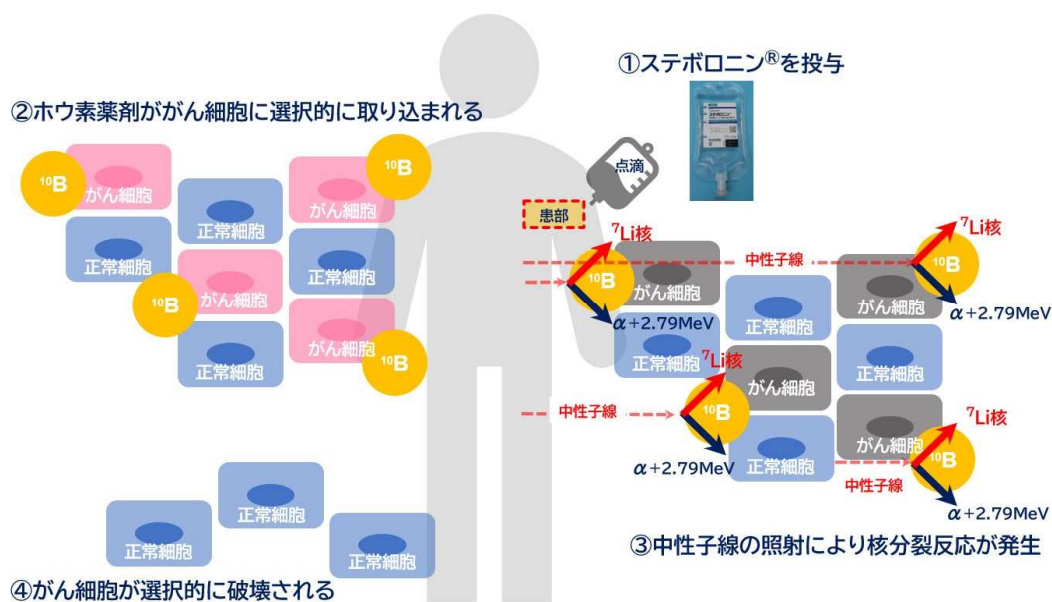 ①ステボロニン®を投与
②ホウ素薬剤ががん細胞に選択的に取り込まれる
点滴
患部
¹⁰B
がん細胞
正常細胞
がん細胞
¹⁰B
正常細胞
正常細胞
¹⁰B
がん細胞
正常細胞
がん細胞
¹⁰B
⁷Li核
中性子線
¹⁰B
がん細胞
α+2.79MeV
正常細胞
がん細胞
⁷Li核
¹⁰B
α+2.79MeV
正常細胞
⁷Li核
がん細胞
正常細胞
中性子線
¹⁰B
α+2.79MeV
正常細胞
がん細胞
⁷Li核
¹⁰B
中性子線
α+2.79MeV
③中性子線の照射により核分裂反応が発生
正常細胞
正常細胞
正常細胞
④がん細胞が選択的に破壊される